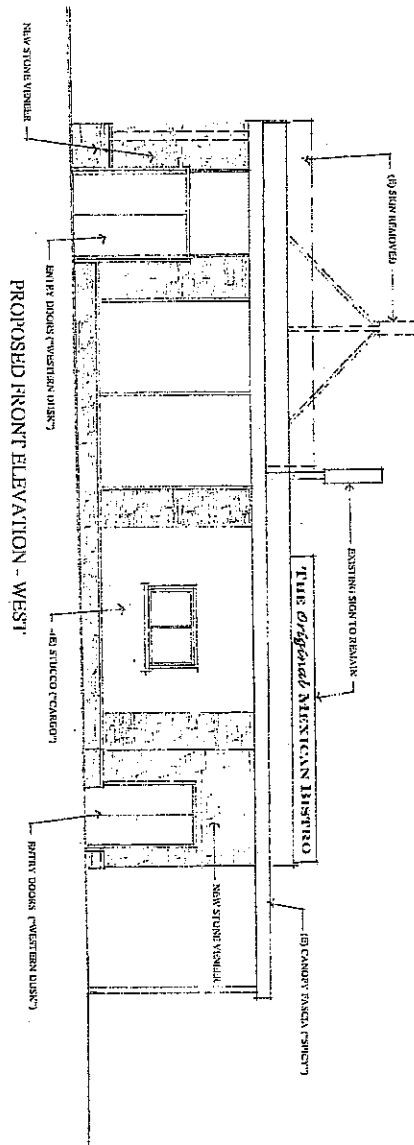 (E) SIGN REMOVED
EXISTING SIGN TO REMAIN
THE Original MEXICAN BISTRO
(E) CANOPY FASCIA ("SPICY")
NEW STONE VENEER
ENTRY DOORS ("WESTERN DUSK")
(E) STUCCO ("CARGO")
NEW STONE VENEER
ENTRY DOORS ("WESTERN DUSK")
PROPOSED FRONT ELEVATION - WEST